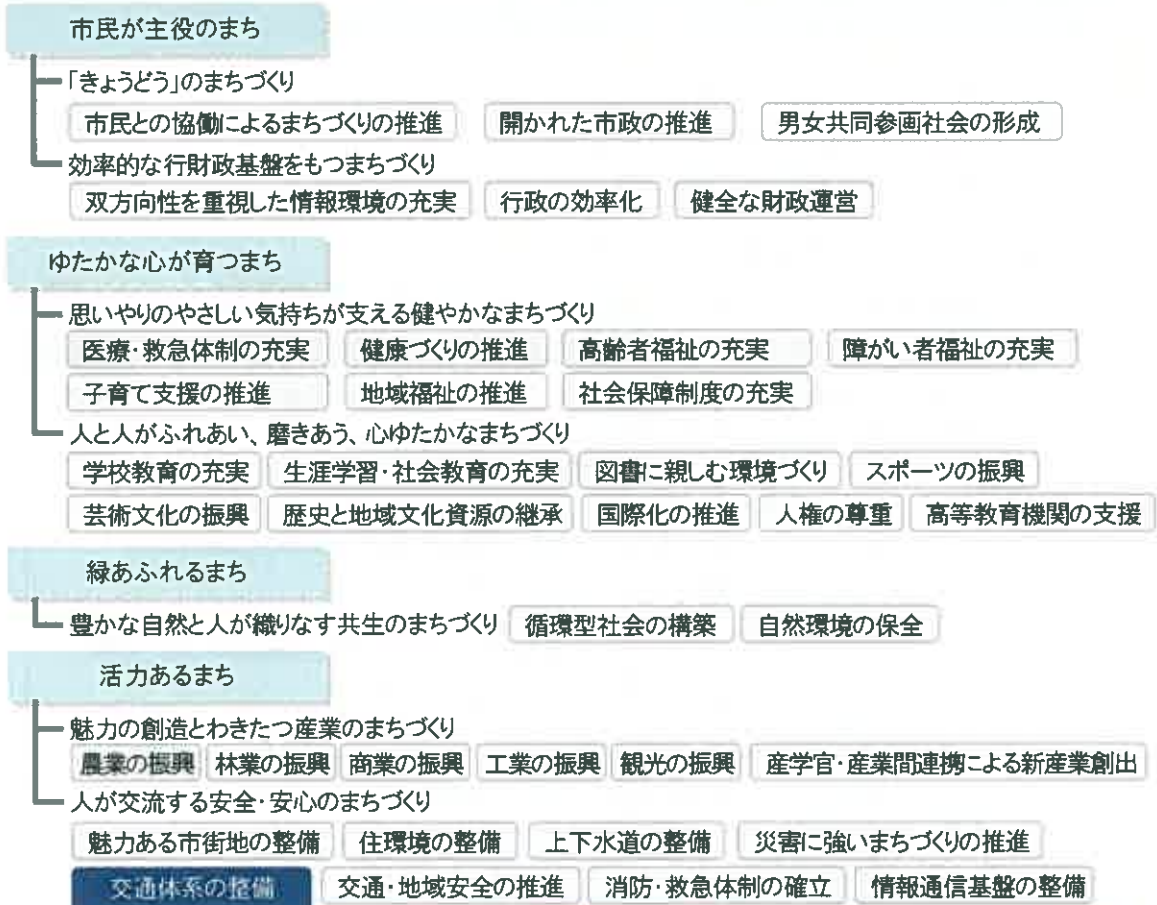 市民が主役のまち
「きょうどう」のまちづくり
市民との協働によるまちづくりの推進 開かれた市政の推進 男女共同参画社会の形成
効率的な行財政基盤をもつまちづくり
双方向性を重視した情報環境の充実 行政の効率化 健全な財政運営
ゆたかな心が育つまち
思いやりのやさしい気持ちが支える健やかなまちづくり
医療・救急体制の充実 健康づくりの推進 高齢者福祉の充実 障がい者福祉の充実
子育て支援の推進 地域福祉の推進 社会保障制度の充実
人と人がふれあい、磨きあう、心ゆたかなまちづくり
学校教育の充実 生涯学習・社会教育の充実 図書に親しむ環境づくり スポーツの振興
芸術文化の振興 歴史と地域文化資源の継承 国際化の推進 人権の尊重 高等教育機関の支援
緑あふれるまち
豊かな自然と人が織りなす共生のまちづくり 循環型社会の構築 自然環境の保全
活力あるまち
魅力の創造とわきたつ産業のまちづくり
農業の振興 林業の振興 商業の振興 工業の振興 観光の振興 産学官・産業間連携による新産業創出
人が交流する安全・安心のまちづくり
魅力ある市街地の整備 住環境の整備 上下水道の整備 災害に強いまちづくりの推進
交通体系の整備 交通・地域安全の推進 消防・救急体制の確立 情報通信基盤の整備